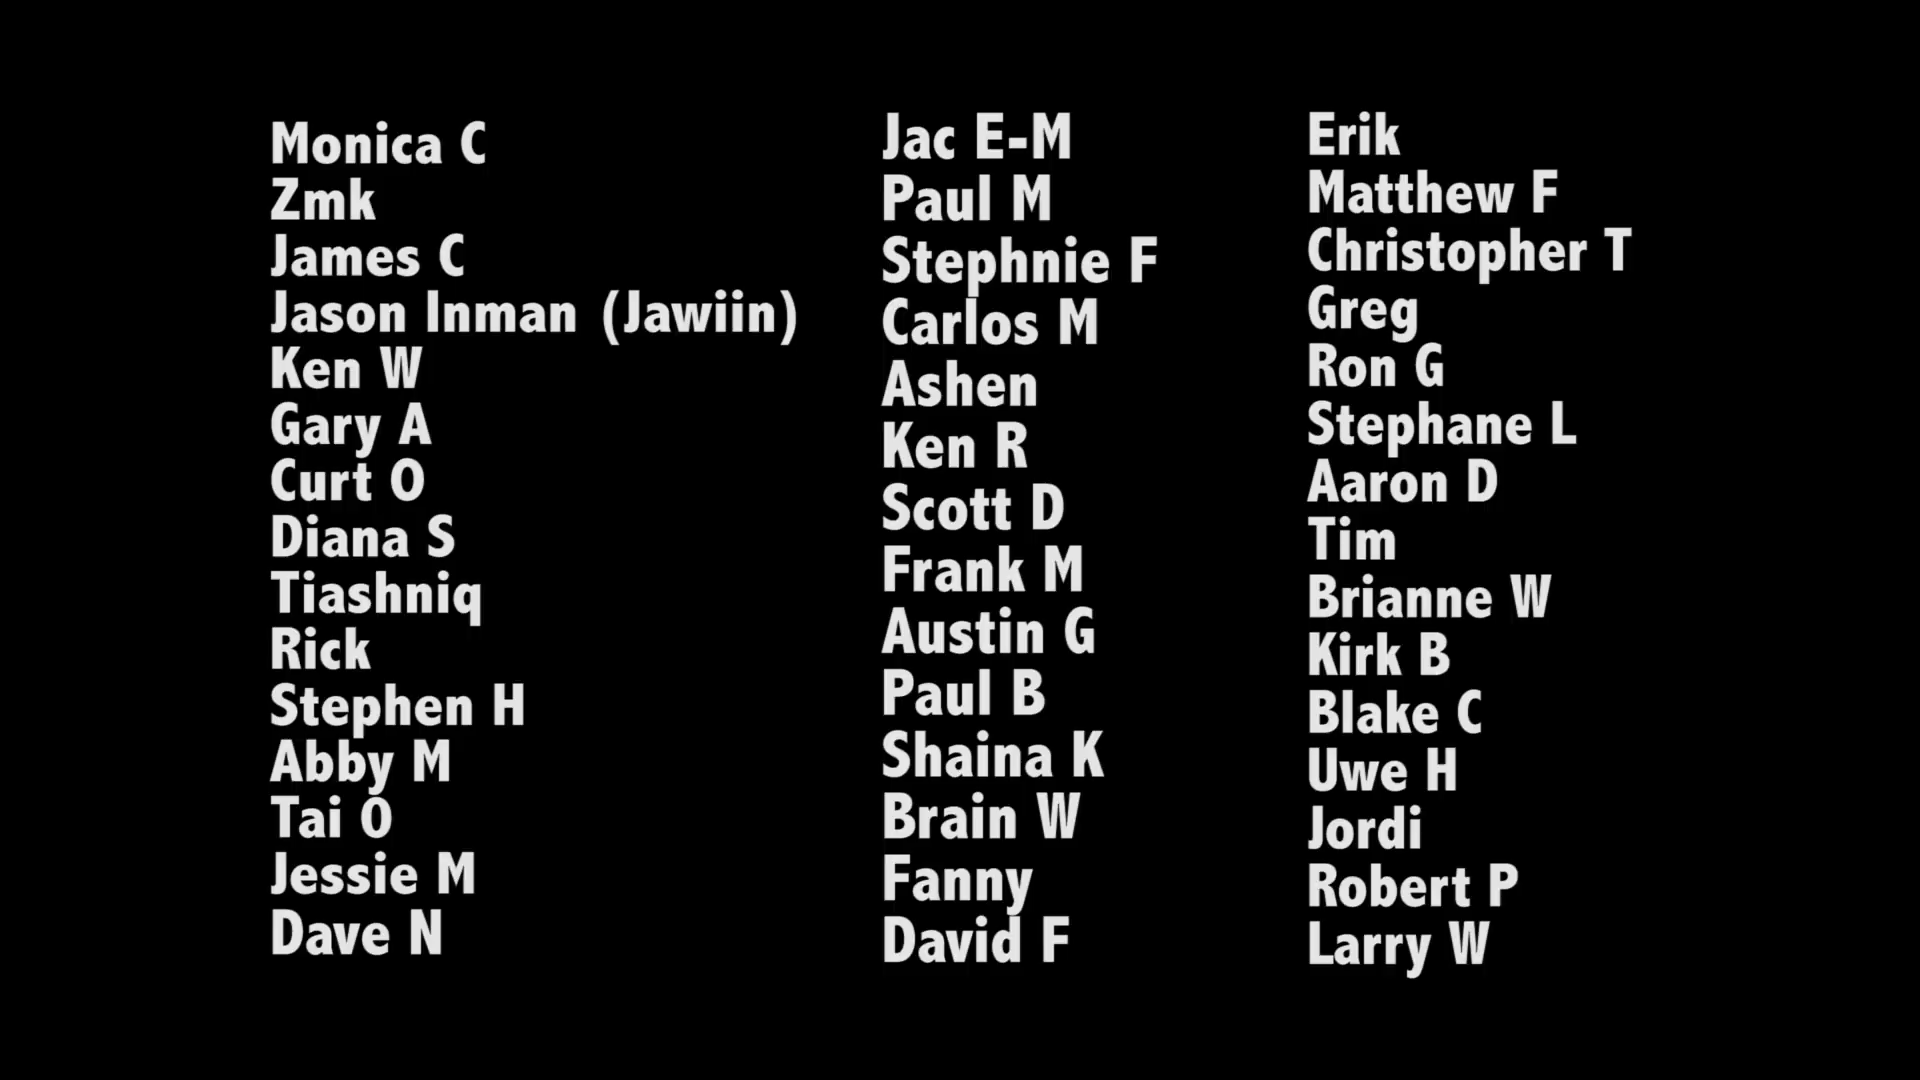 Monica C
Zmk
James C
Jason Inman (Jawiin)
Ken W
Gary A
Curt O
Diana S
Tiashniq
Rick
Stephen H
Abby M
Tai O
Jessie M
Dave N
Jac E-M
Paul M
Stephnie F
Carlos M
Ashen
Ken R
Scott D
Frank M
Austin G
Paul B
Shaina K
Brain W
Fanny
David F
Erik
Matthew F
Christopher T
Greg
Ron G
Stephane L
Aaron D
Tim
Brianne W
Kirk B
Blake C
Uwe H
Jordi
Robert P
Larry W